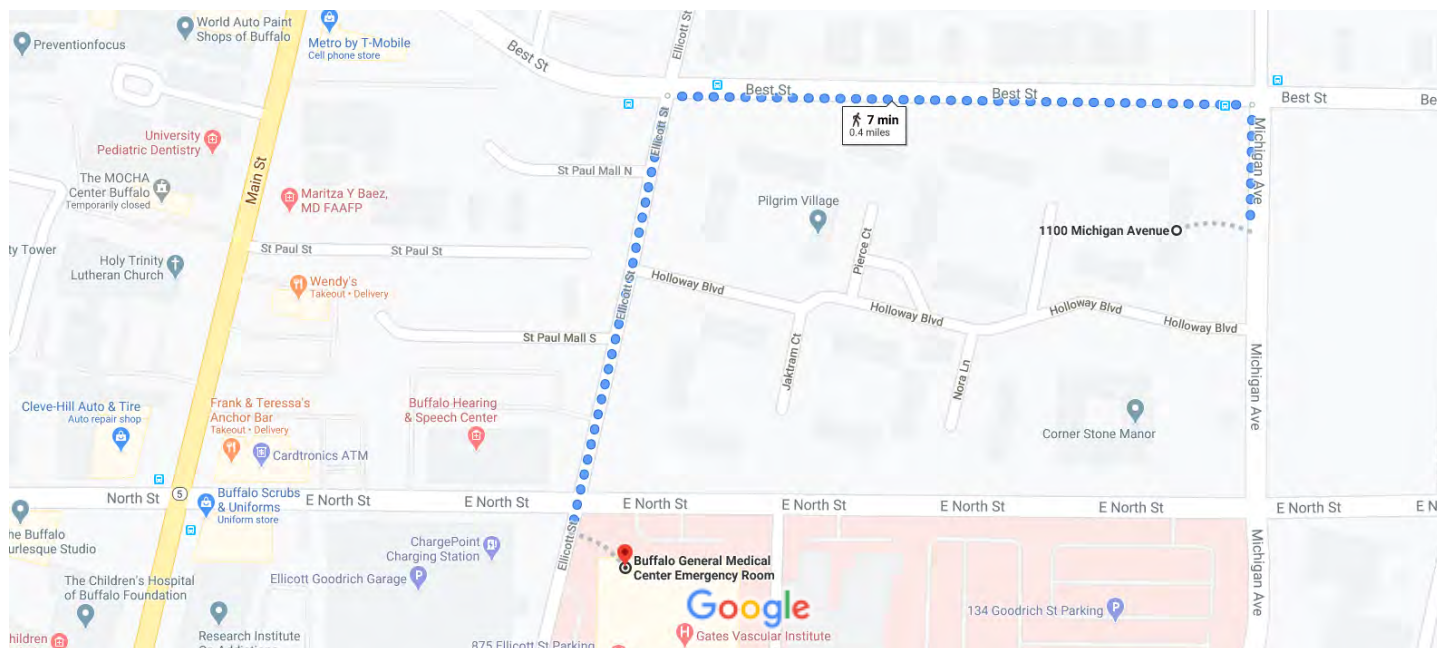 World Auto Paint
Shops of Buffalo
Preventionfocus
Metro by T-Mobile
Cell phone store
Best St
Ellicott St
Best St
Best St
Best St
Be
7 min
0.4 miles
University
Pediatric Dentistry
Main St
The MOCHA
Center Buffalo
Temporarily closed
Maritza Y Baez,
MD FAAFP
St Paul Mall N
Ellicott St
Michigan Ave
Pilgrim Village
1100 Michigan Avenue
ty Tower
Holy Trinity
Lutheran Church
St Paul St
St Paul St
Pierce Ct
Wendy's
Takeout • Delivery
Ellicott St
Holloway Blvd
Holloway Blvd
Holloway Blvd
Holloway Blvd
St Paul Mall S
Jaktram Ct
Nora Ln
Michigan Ave
Cleve-Hill Auto & Tire
Auto repair shop
Frank & Teressa's
Anchor Bar
Takeout • Delivery
Cardtronics ATM
Buffalo Hearing
& Speech Center
Corner Stone Manor
North St
5
Buffalo Scrubs
& Uniforms
Uniform store
E North St
E North St
E North St
E North St
E North St
E N
he Buffalo
urlesque Studio
ChargePoint
Charging Station
Ellicott St
Buffalo General Medical
Center Emergency Room
Michigan Ave
The Children's Hospital
of Buffalo Foundation
Ellicott Goodrich Garage
P
Google
134 Goodrich St Parking
P
hildren
Research Institute
875 Ellicott St Parking
H
Gates Vascular Institute